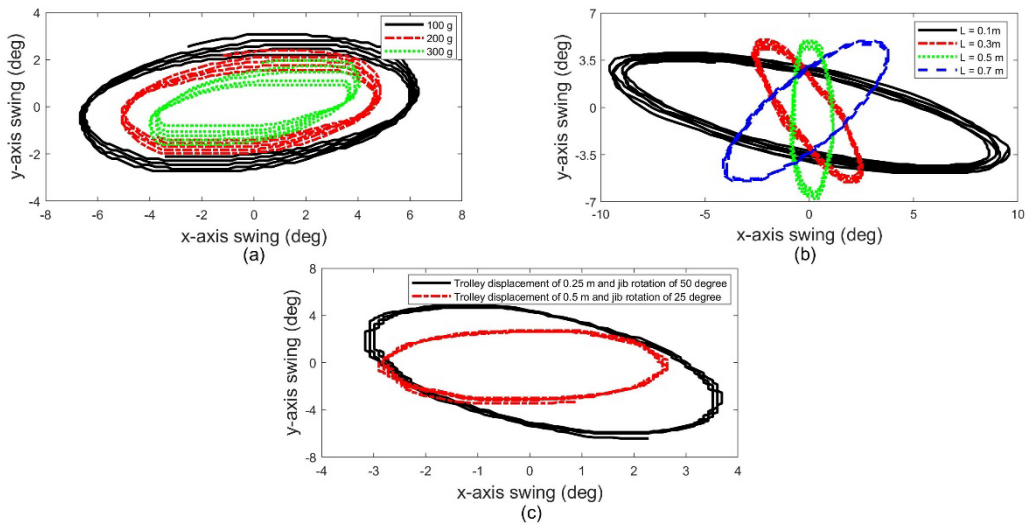 4
2
0
-2
-4
y-axis swing (deg)
-8 -6 -4 -2 0 2 4 6 8
x-axis swing (deg)
(a)
100 g
200 g
300 g
7
3.5
0
-3.5
-7
y-axis swing (deg)
-10 -5 0 5 10
x-axis swing (deg)
(b)
L = 0.1m
L = 0.3m
L = 0.5 m
L = 0.7 m
8
4
0
-4
-8
y-axis swing (deg)
-4 -3 -2 -1 0 1 2 3 4
x-axis swing (deg)
(c)
Trolley displacement of 0.25 m and jib rotation of 50 degree
Trolley displacement of 0.5 m and jib rotation of 25 degree